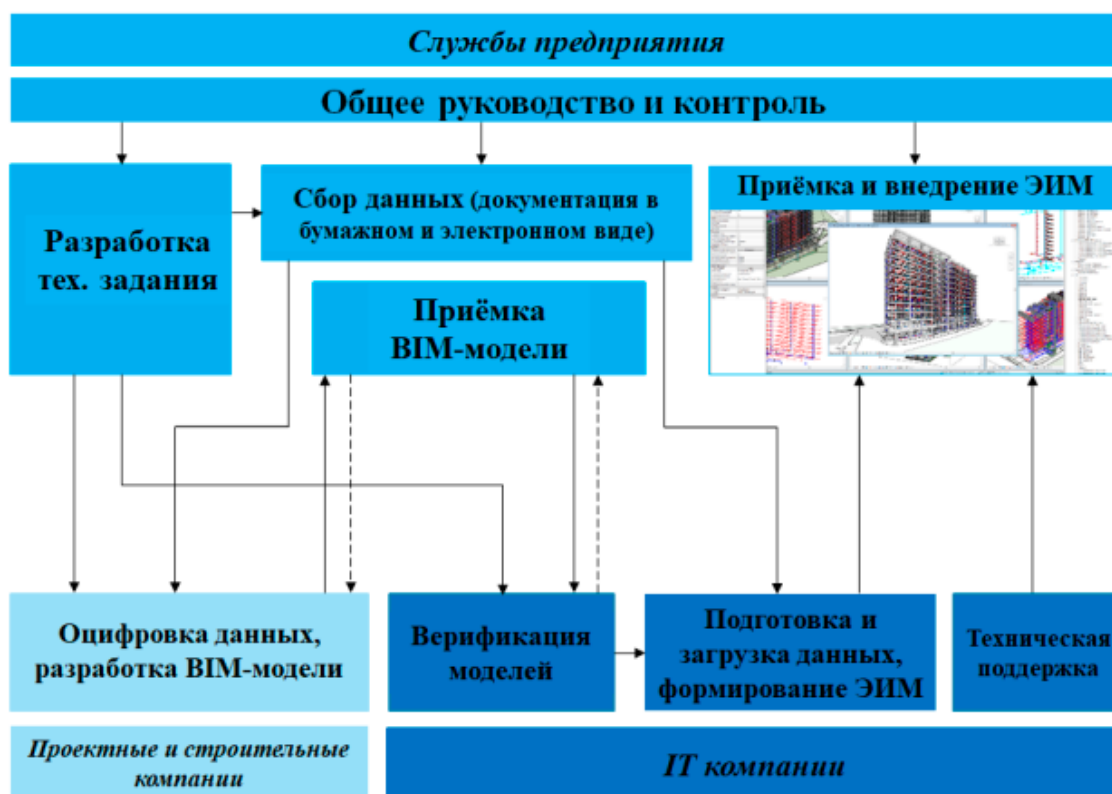 Службы предприятия
Общее руководство и контроль
Разработка
тех. задания
Сбор данных (документация в
бумажном и электронном виде)
Приёмка и внедрение ЭИМ
Приёмка
BIM-модели
Оцифровка данных,
разработка BIM-модели
Верификация
моделей
Подготовка и
загрузка данных,
формирование ЭИМ
Техническая
поддержка
Проектные и строительные
компании
IT компании